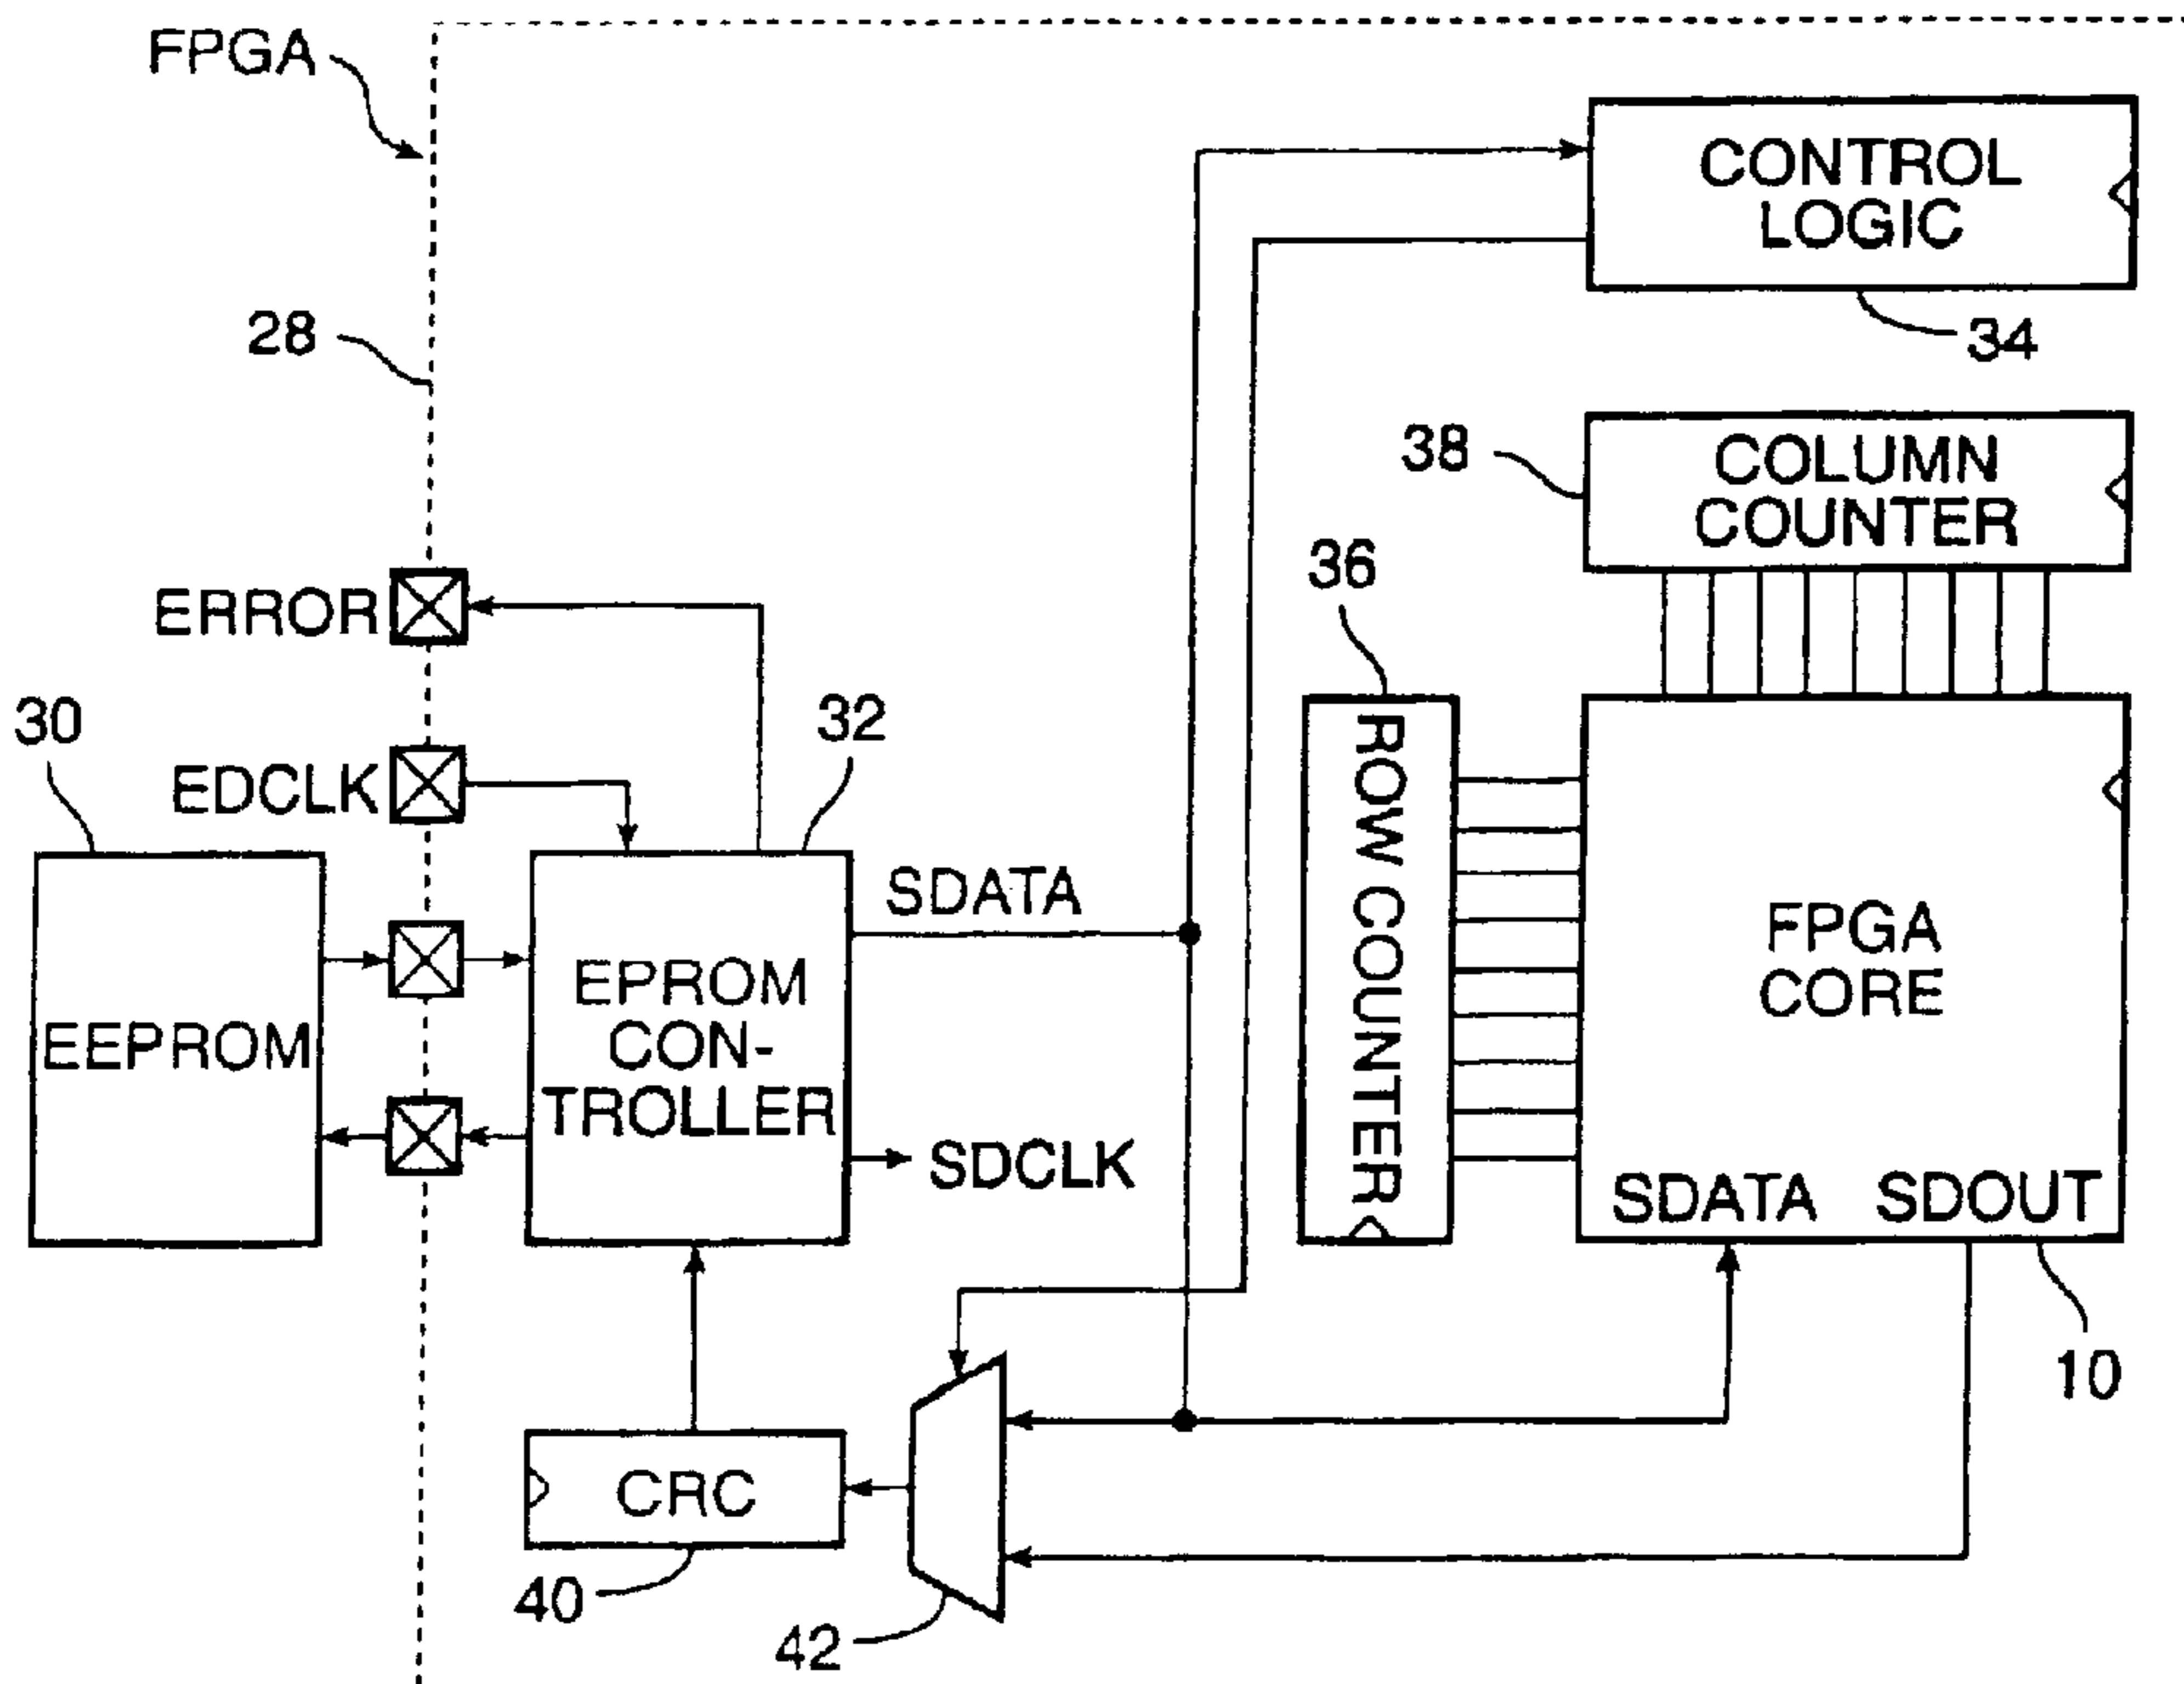 FPGA
CONTROL
LOGIC
34
28
38
COLUMN
COUNTER
36
ERROR
30
EDCLK
32
ROW COUNTER
SDATA
FPGA
CORE
EEPROM
EPROM
CON-
TROLLER
SDCLK
SDATA SDOUT
10
CRC
40
42